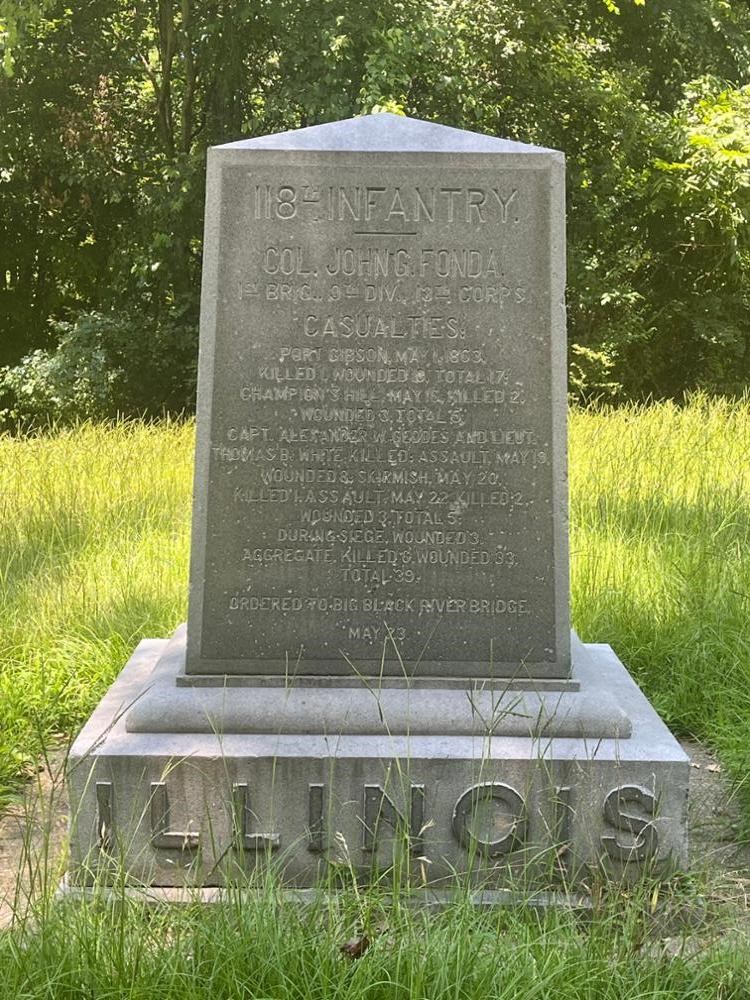 118TH INFANTRY.
COL. JOHN G. FONDA.
1ST BRIG., 9TH DIV., 13TH CORPS.
CASUALTIES:
PORT GIBSON, MAY 1, 1863,
KILLED 1, WOUNDED 16, TOTAL 17;
CHAMPION'S HILL, MAY 16, KILLED 2,
WOUNDED 3, TOTAL 5,
CAPT. ALEXANDER W. GEDDES AND LIEUT.
THOMAS B. WHITE KILLED; ASSAULT, MAY 19,
WOUNDED 8; SKIRMISH, MAY 20,
KILLED 1; ASSAULT, MAY 22, KILLED 2,
WOUNDED 3, TOTAL 5;
DURING SIEGE, WOUNDED 3.
AGGREGATE, KILLED 6, WOUNDED 33,
TOTAL 39.
ORDERED TO BIG BLACK RIVER BRIDGE,
MAY 23.
ILLINOIS